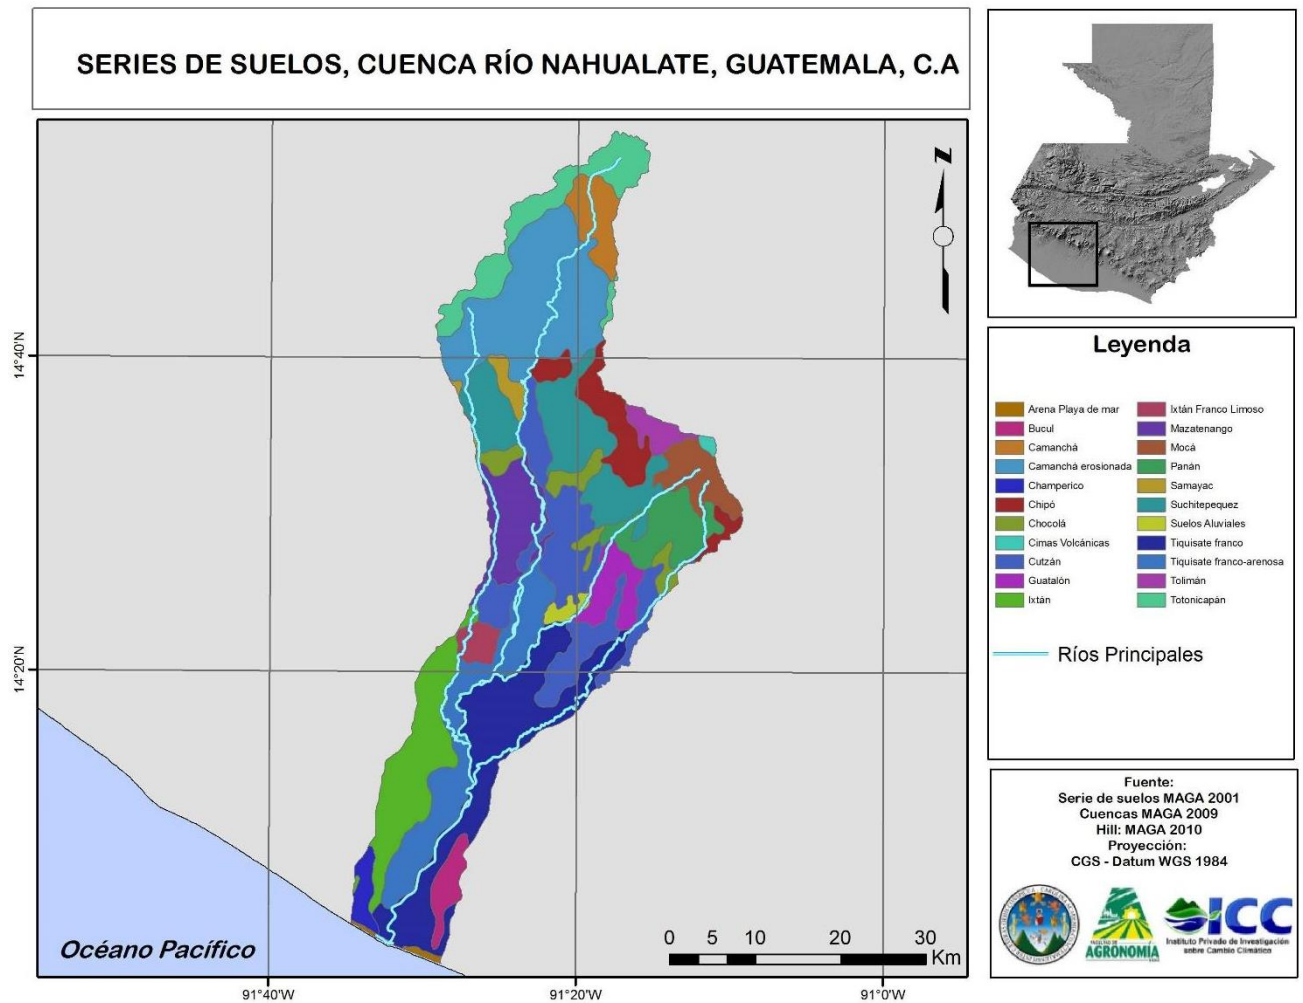 SERIES DE SUELOS, CUENCA RÍO NAHUALATE, GUATEMALA, C.A
Z
14°40'N
14°20'N
Océano Pacífico
0 5 10 20 30
Km
91°40'W
91°20'W
91°0'W
Leyenda
Arena Playa de mar
Bucul
Camanchá
Camanchá erosionada
Champerico
Chipó
Chocolá
Cimas Volcánicas
Cutzán
Guatalón
Ixtán
Ixtán Franco Limoso
Mazatenango
Mocá
Panán
Samayac
Suchitepequez
Suelos Aluviales
Tiquisate franco
Tiquisate franco-arenosa
Tolimán
Totonicapán
Ríos Principales
Fuente:
Serie de suelos MAGA 2001
Cuencas MAGA 2009
Hill: MAGA 2010
Proyección:
CGS - Datum WGS 1984
FACULTAD DE
AGRONOMÍA
ICC
Instituto Privado de Investigación
sobre Cambio Climático